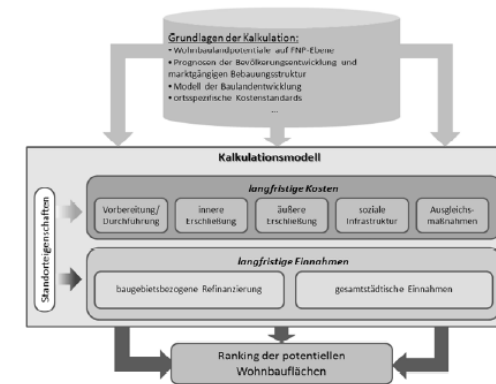 Grundlagen der Kalkulation:
- Wohnbaulandpotentiale auf FNP-Ebene
• Prognosen der Bevölkerungsentwicklung und
marktgängigen Bebauungsstruktur
• Modell der Baulandentwicklung
• ortsspezifische Kostenstandards
...
Kalkulationsmodell
Standorteigenschaften
langfristige Kosten
Vorbereitung/
Durchführung
innere
Erschließung
äußere
Erschließung
soziale
Infrastruktur
Ausgleichs-
maßnahmen
langfristige Einnahmen
baugebietsbezogene Refinanzierung
gesamtstädtische Einnahmen
Ranking der potentiellen
Wohnbauflächen